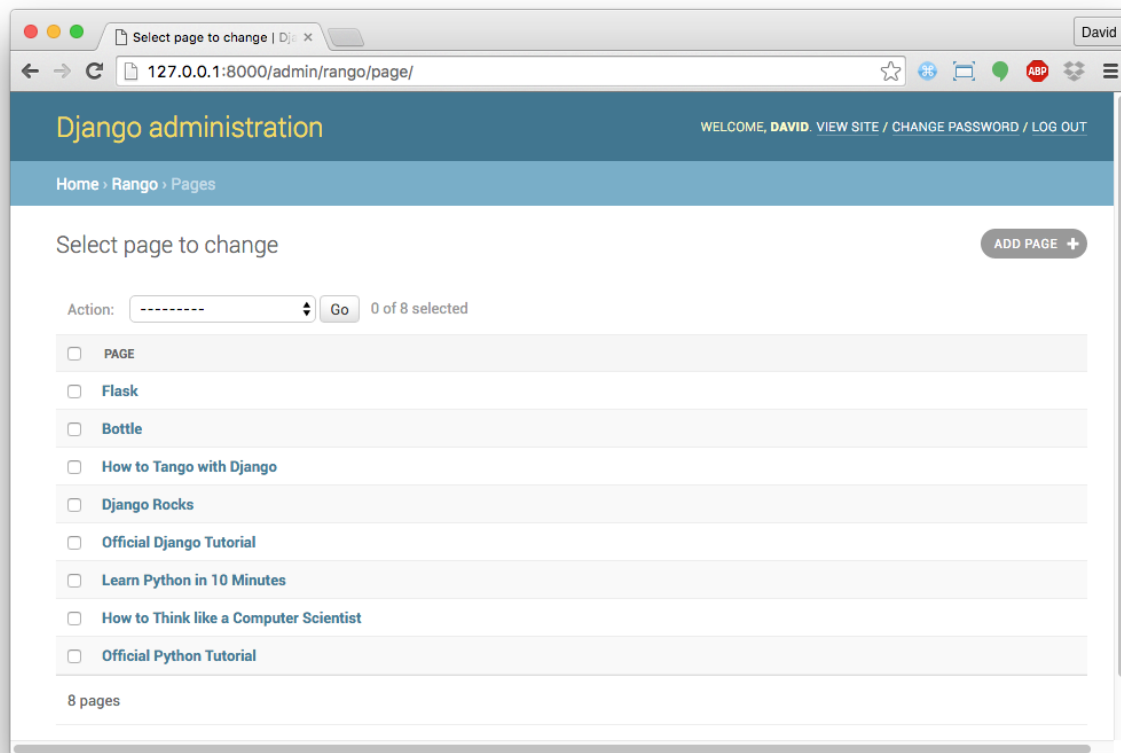 Select page to change | Dja
David
127.0.0.1:8000/admin/rango/page/
ABP
Django administration
WELCOME, DAVID. VIEW SITE / CHANGE PASSWORD / LOG OUT
Home › Rango › Pages
Select page to change
ADD PAGE +
Action: --------- Go 0 of 8 selected
PAGE
Flask
Bottle
How to Tango with Django
Django Rocks
Official Django Tutorial
Learn Python in 10 Minutes
How to Think like a Computer Scientist
Official Python Tutorial
8 pages